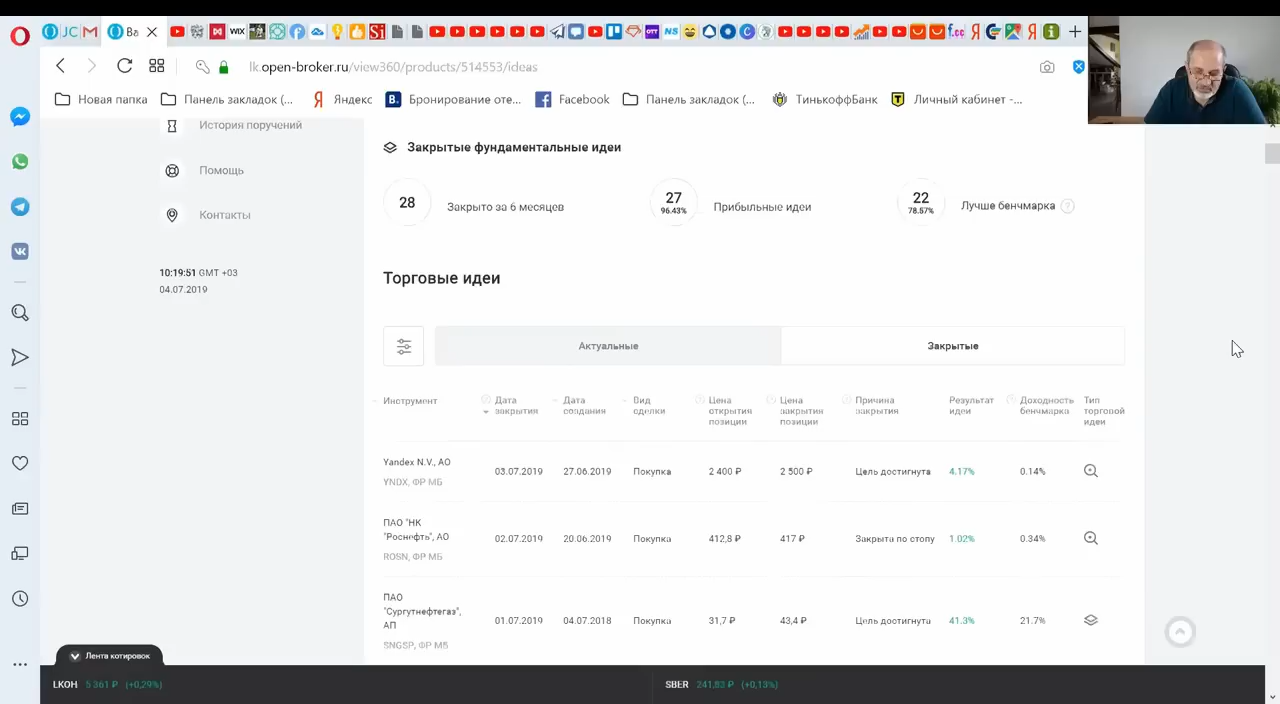 JC
Ba
WIX
Si
OTT
NS
f.cc
lk.open-broker.ru/view360/products/514553/ideas
Новая папка
Панель закладок (...
Яндекс
Бронирование оте...
Facebook
Панель закладок (...
ТинькоффБанк
Личный кабинет -...
История поручений
Помощь
Контакты
10:19:51 GMT +03
04.07.2019
Закрытые фундаментальные идеи
28
Закрыто за 6 месяцев
27
96.43%
Прибыльные идеи
22
78.57%
Лучше бенчмарка
Торговые идеи
Актуальные
Закрытые
Инструмент
Дата закрытия
Дата создания
Вид сделки
Цена открытия позиции
Цена закрытия позиции
Причина закрытия
Результат идеи
Доходность бенчмарка
Тип торговой идеи
Yandex N.V., АО
YNDX, ФР МБ
03.07.2019
27.06.2019
Покупка
2 400 ₽
2 500 ₽
Цель достигнута
4.17%
0.14%
ПАО "НК
"Роснефть", АО
ROSN, ФР МБ
02.07.2019
20.06.2019
Покупка
412,8 ₽
417 ₽
Закрыта по стопу
1.02%
0.34%
ПАО
"Сургутнефтегаз",
АП
SNGSP, ФР МБ
01.07.2019
04.07.2018
Покупка
31,7 ₽
43,4 ₽
Цель достигнута
41.3%
21.7%
Лента котировок
LKOH 5 361 ₽ (+0,29%)
SBER 241,83 ₽ (+0,13%)